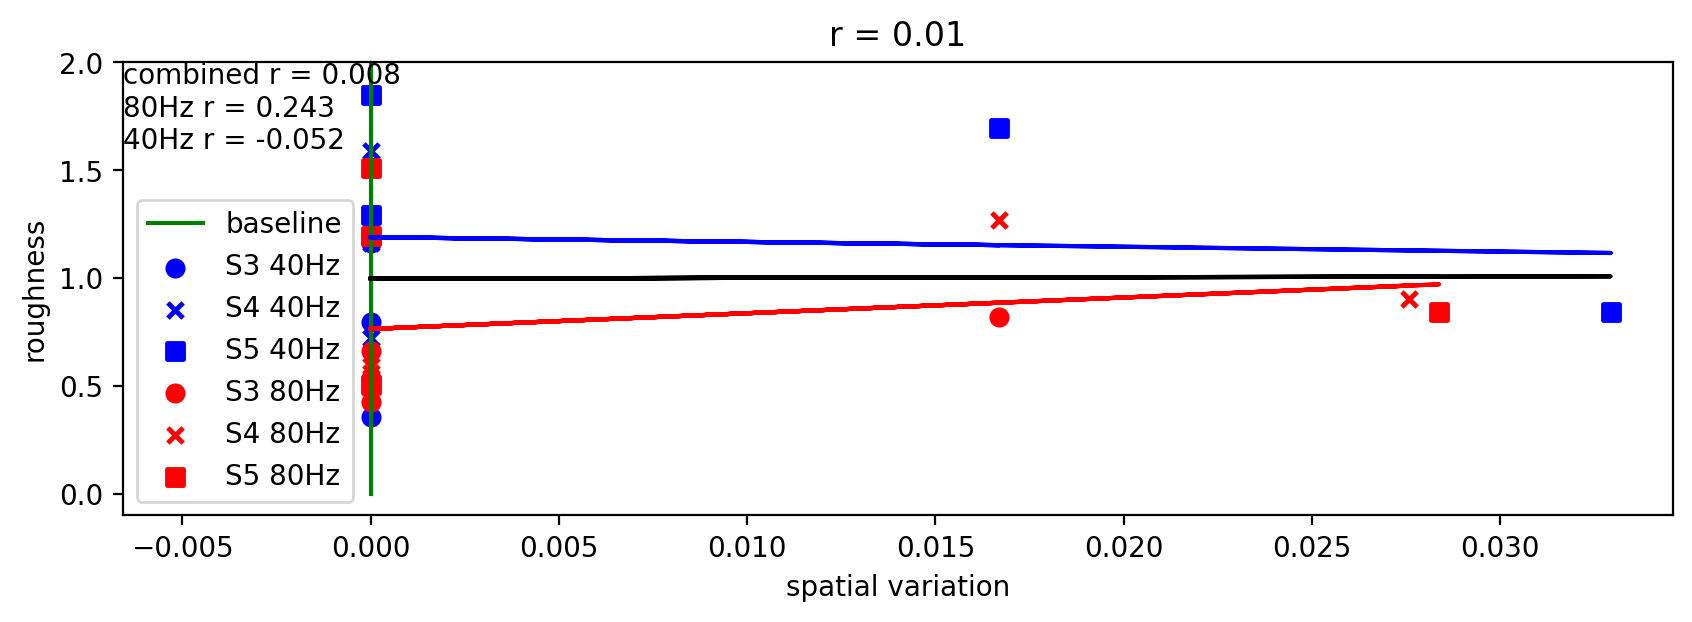 r = 0.01
combined r = 0.008
80Hz r = 0.243
40Hz r = -0.052
baseline
S3 40Hz
S4 40Hz
S5 40Hz
S3 80Hz
S4 80Hz
S5 80Hz
roughness
2.0
1.5
1.0
0.5
0.0
−0.005 0.000 0.005 0.010 0.015 0.020 0.025 0.030
spatial variation